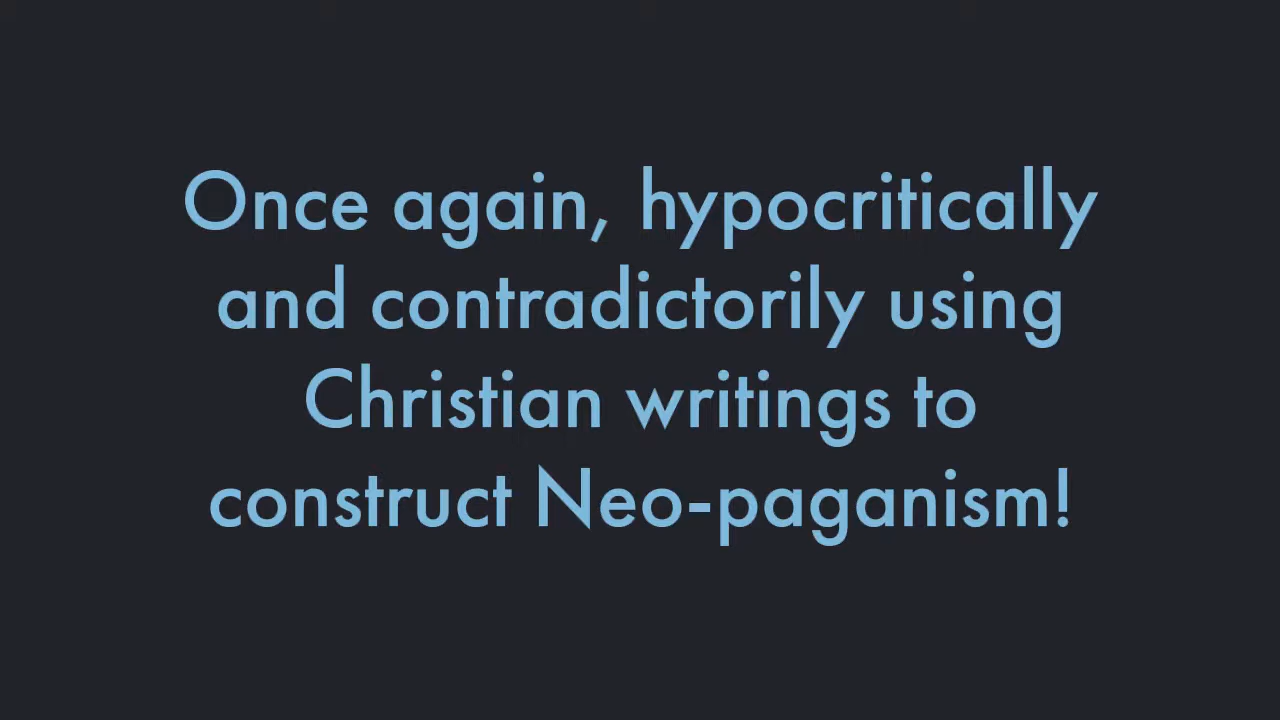 Once again, hypocritically
and contradictorily using
Christian writings to
construct Neo-paganism!